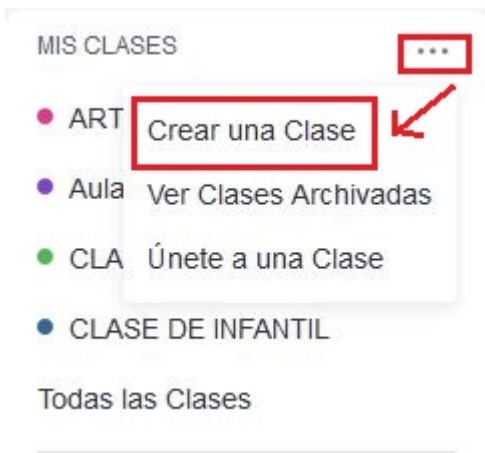 MIS CLASES ...
ART
Crear una Clase
Aula
Ver Clases Archivadas
CLA
Únete a una Clase
CLASE DE INFANTIL
Todas las Clases